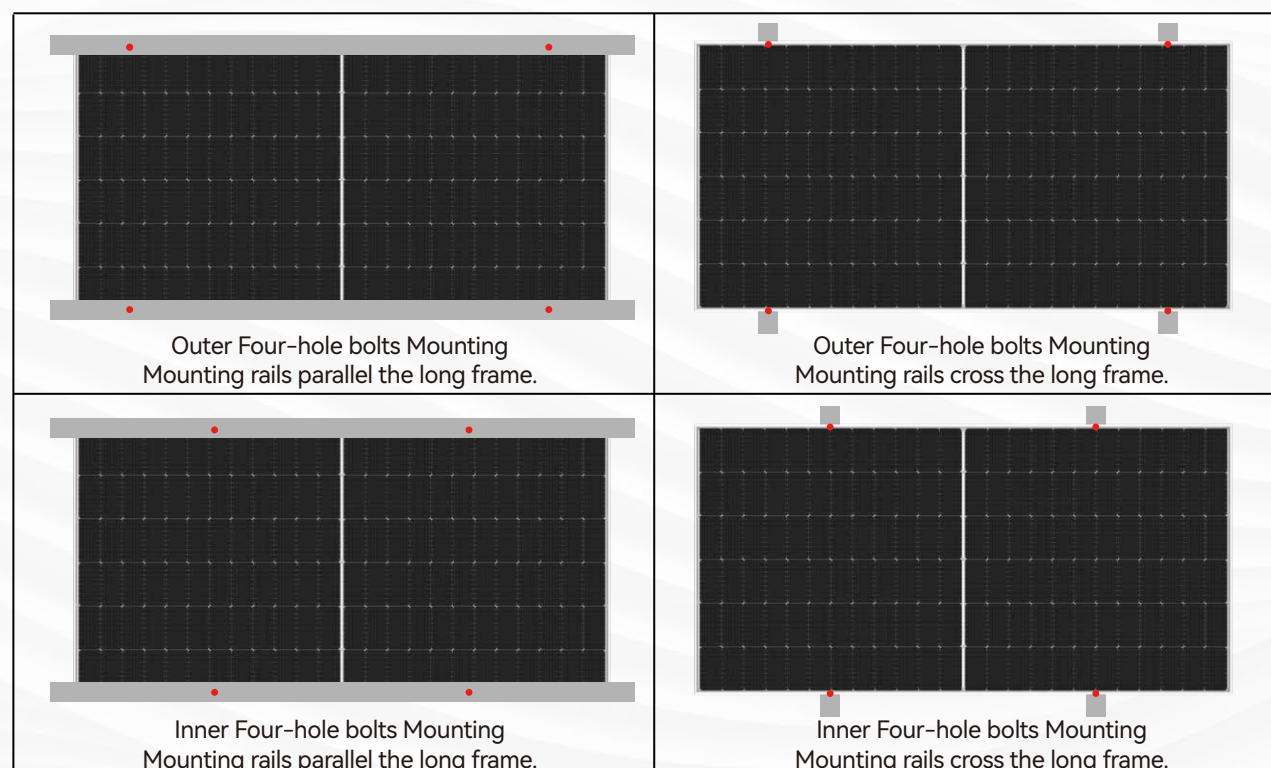 Outer Four-hole bolts Mounting
Mounting rails parallel the long frame.
Outer Four-hole bolts Mounting
Mounting rails cross the long frame.
Inner Four-hole bolts Mounting
Mounting rails parallel the long frame.
Inner Four-hole bolts Mounting
Mounting rails cross the long frame.